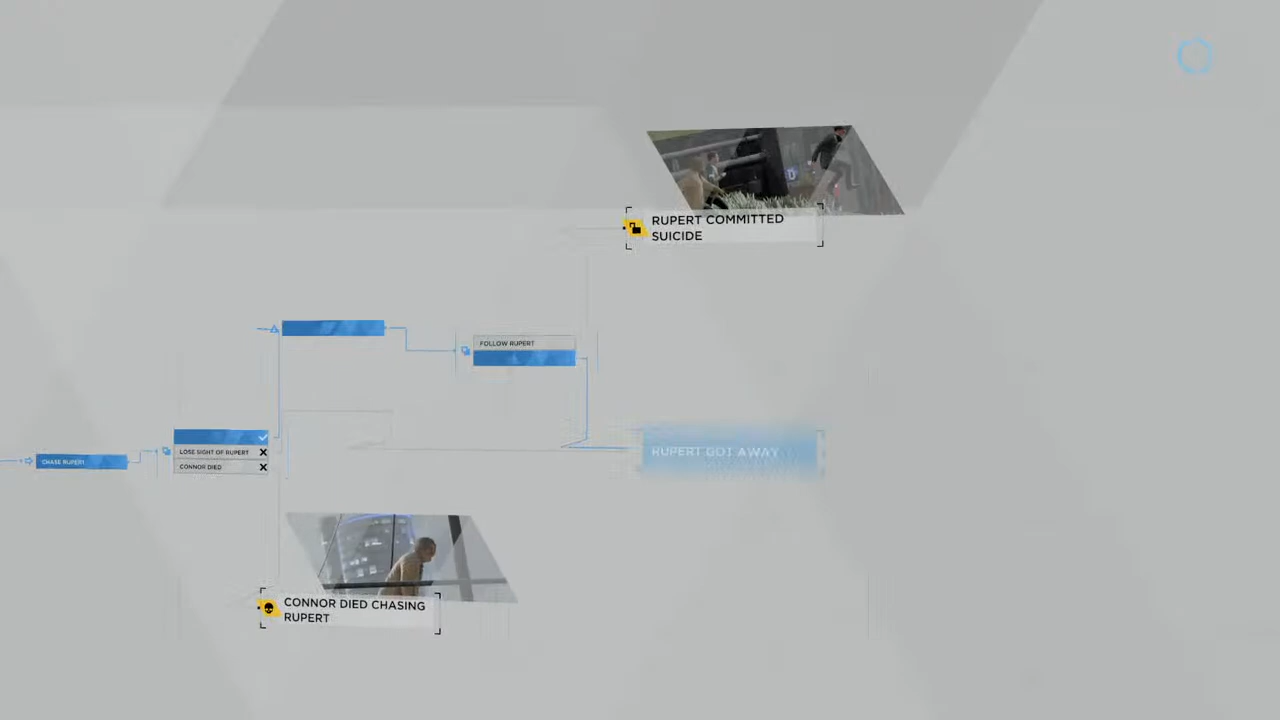 RUPERT COMMITTED
SUICIDE
FOLLOW RUPERT
RUPERT GOT AWAY
LOSE SIGHT OF RUPERT
CHASE RUPERT
CONNOR DIED
CONNOR DIED CHASING
RUPERT